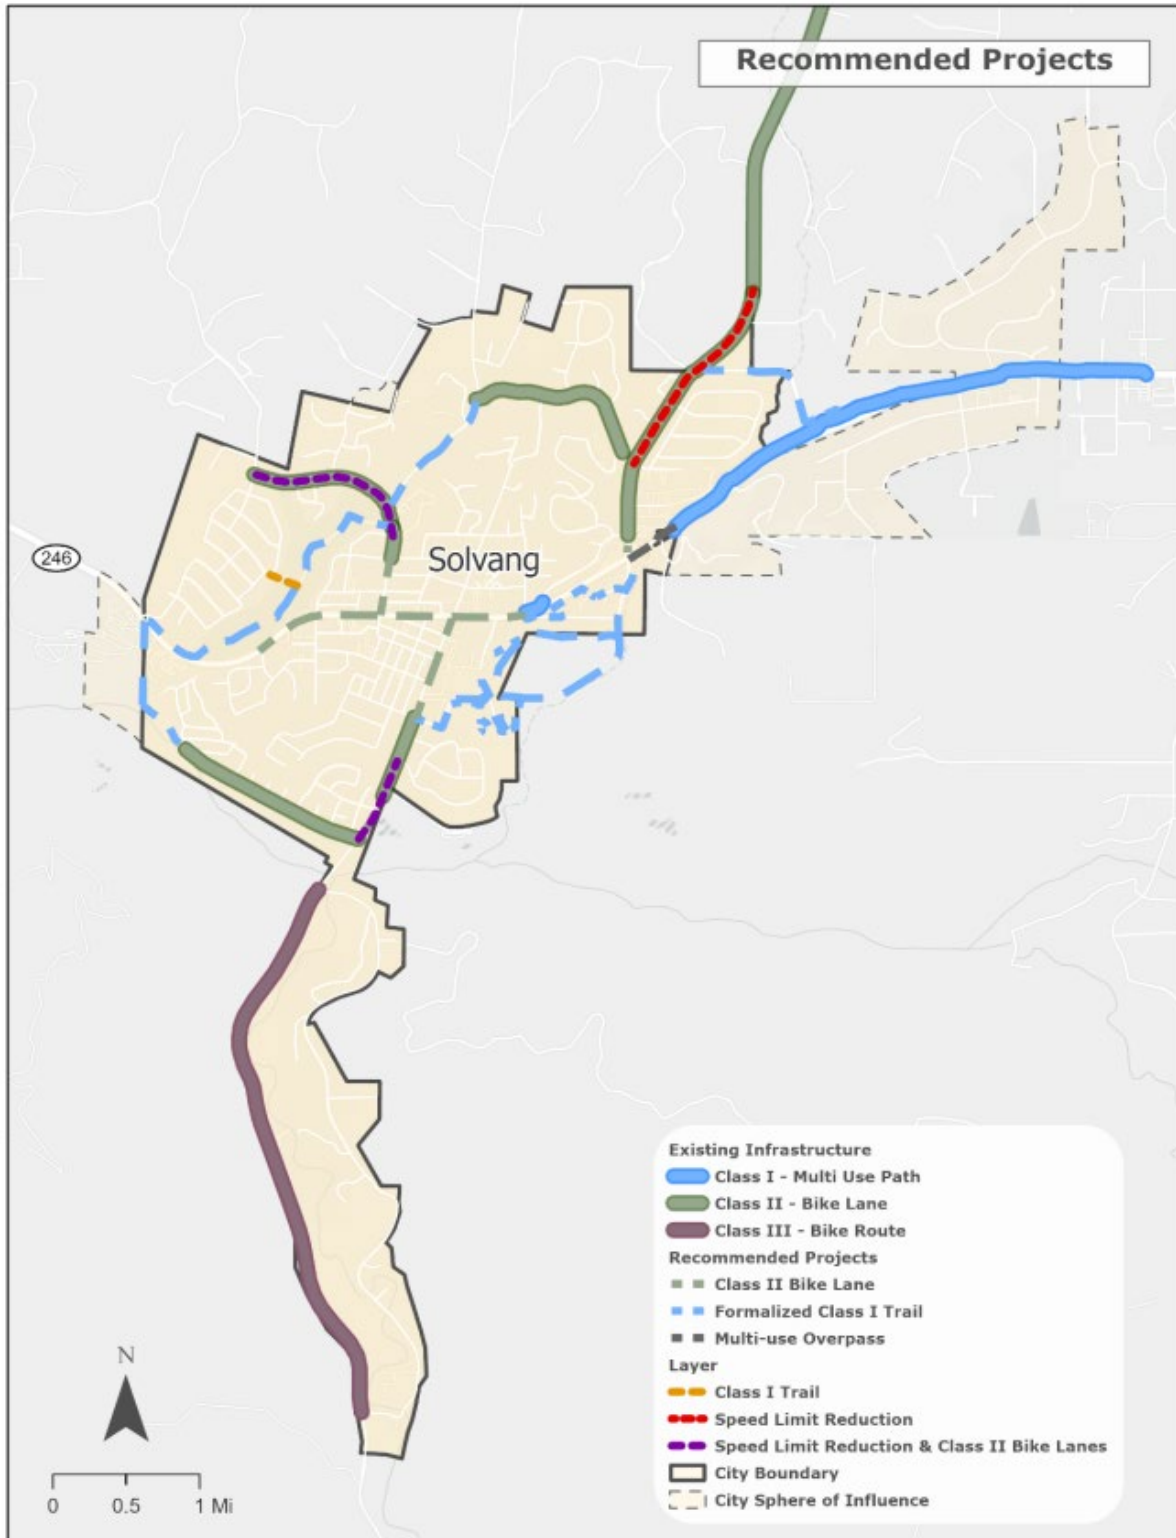 Recommended Projects
246
Solvang
Existing Infrastructure
Class I - Multi Use Path
Class II - Bike Lane
Class III - Bike Route
Recommended Projects
Class II Bike Lane
Formalized Class I Trail
Multi-use Overpass
Layer
Class I Trail
Speed Limit Reduction
Speed Limit Reduction & Class II Bike Lanes
City Boundary
City Sphere of Influence
N
0 0.5 1 Mi